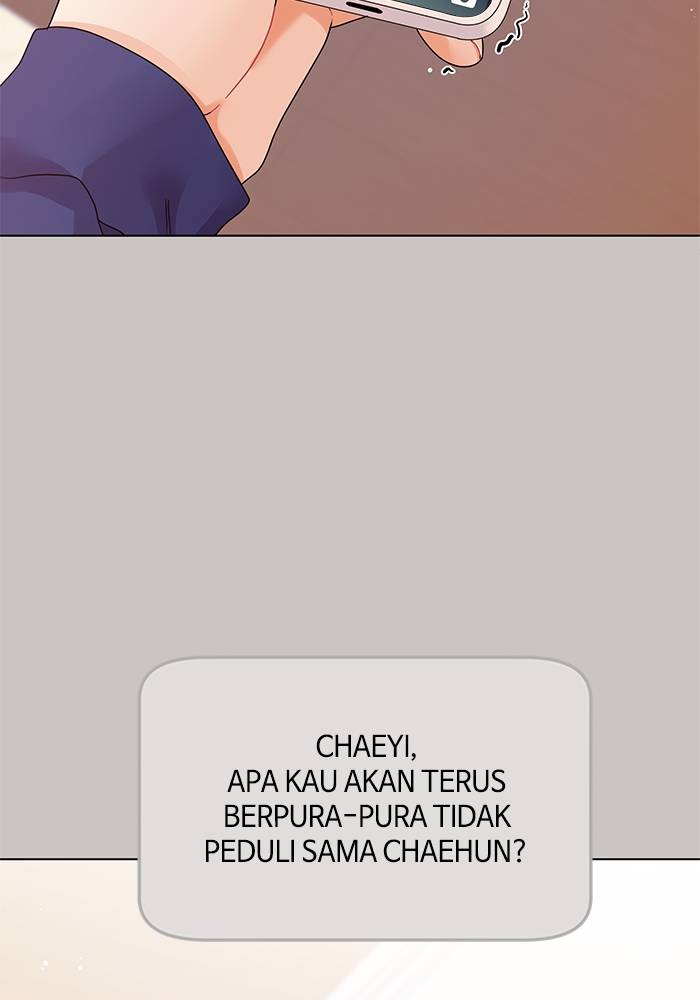 CHAEYI,
APA KAU AKAN TERUS
BERPURA-PURA TIDAK
PEDULI SAMA CHAEHUN?